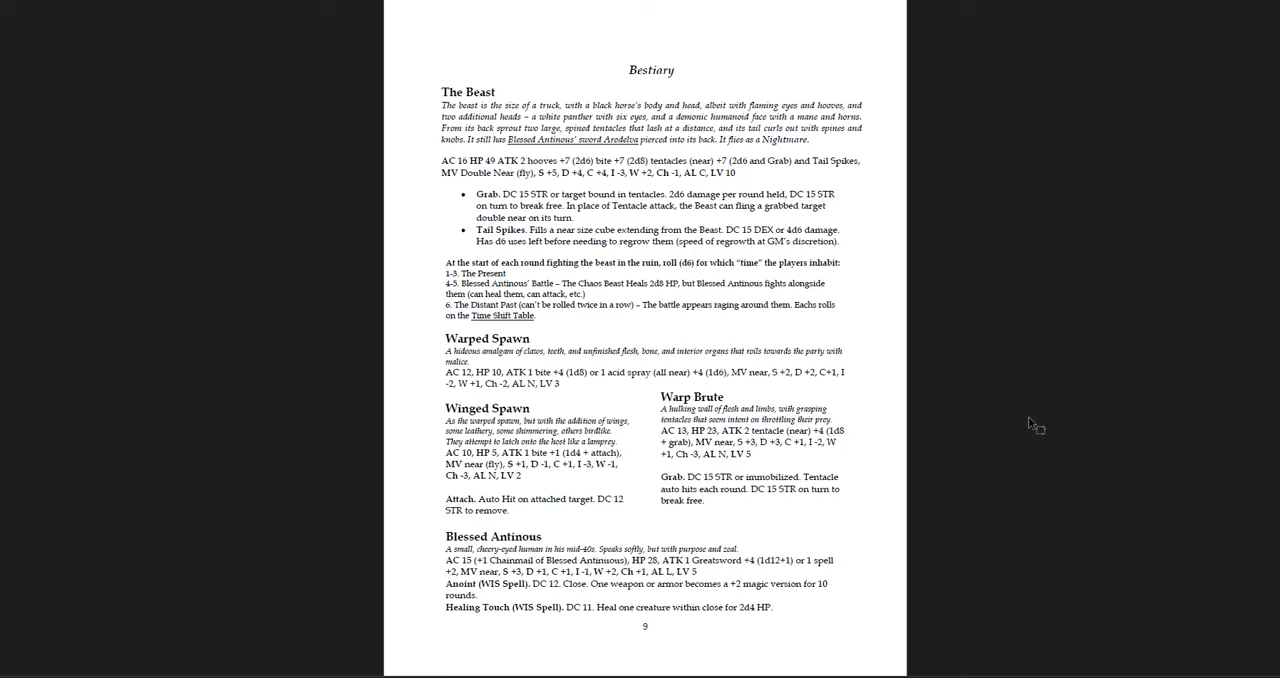 Bestiary
The Beast
The beast is the size of a truck, with a black horse's body and head, albeit with flaming eyes and hooves, and
two additional heads – a white panther with six eyes, and a demonic humanoid face with a mane and horns.
From its back sprout two large, spined tentacles that lash at a distance, and its tail curls out with spines and
knobs. It still has Blessed Antinous' sword Arodelva pierced into its back. It flies as a Nightmare.
AC 16 HP 49 ATK 2 hooves +7 (2d6) bite +7 (2d8) tentacles (near) +7 (2d6 and Grab) and Tail Spikes,
MV Double Near (fly), S +5, D +4, C +4, I -3, W +2, Ch -1, AL C, LV 10
• Grab. DC 15 STR or target bound in tentacles. 2d6 damage per round held, DC 15 STR
on turn to break free. In place of Tentacle attack, the Beast can fling a grabbed target
double near on its turn.
• Tail Spikes. Fills a near size cube extending from the Beast. DC 15 DEX or 4d6 damage.
Has d6 uses left before needing to regrow them (speed of regrowth at GM's discretion).
At the start of each round fighting the beast in the ruin, roll (d6) for which "time" the players inhabit:
1-3. The Present
4-5. Blessed Antinous' Battle – The Chaos Beast Heals 2d8 HP, but Blessed Antinous fights alongside
them (can heal them, can attack, etc.)
6. The Distant Past (can't be rolled twice in a row) – The battle appears raging around them. Eachs rolls
on the Time Shift Table.
Warped Spawn
A hideous amalgam of claws, teeth, and unfinished flesh, bone, and interior organs that roils towards the party with
malice.
AC 12, HP 10, ATK 1 bite +4 (1d8) or 1 acid spray (all near) +4 (1d6), MV near, S +2, D +2, C+1, I
-2, W +1, Ch -2, AL N, LV 3
Winged Spawn
As the warped spawn, but with the addition of wings,
some leathery, some shimmering, others birdlike.
They attempt to latch onto the host like a lamprey.
AC 10, HP 5, ATK 1 bite +1 (1d4 + attach),
MV near (fly), S +1, D -1, C +1, I -3, W -1,
Ch -3, AL N, LV 2
Attach. Auto Hit on attached target. DC 12
STR to remove.
Warp Brute
A hulking wall of flesh and limbs, with grasping
tentacles that seem intent on throttling their prey.
AC 13, HP 23, ATK 2 tentacle (near) +4 (1d8
+ grab), MV near, S +3, D +3, C +1, I -2, W
+1, Ch -3, AL N, LV 5
Grab. DC 15 STR or immobilized. Tentacle
auto hits each round. DC 15 STR on turn to
break free.
Blessed Antinous
A small, cheery-eyed human in his mid-40s. Speaks softly, but with purpose and zeal.
AC 15 (+1 Chainmail of Blessed Antinous), HP 28, ATK 1 Greatsword +4 (1d12+1) or 1 spell
+2, MV near, S +3, D +1, C +1, I -1, W +2, Ch +1, AL L, LV 5
Anoint (WIS Spell). DC 12. Close. One weapon or armor becomes a +2 magic version for 10
rounds.
Healing Touch (WIS Spell). DC 11. Heal one creature within close for 2d4 HP.
9